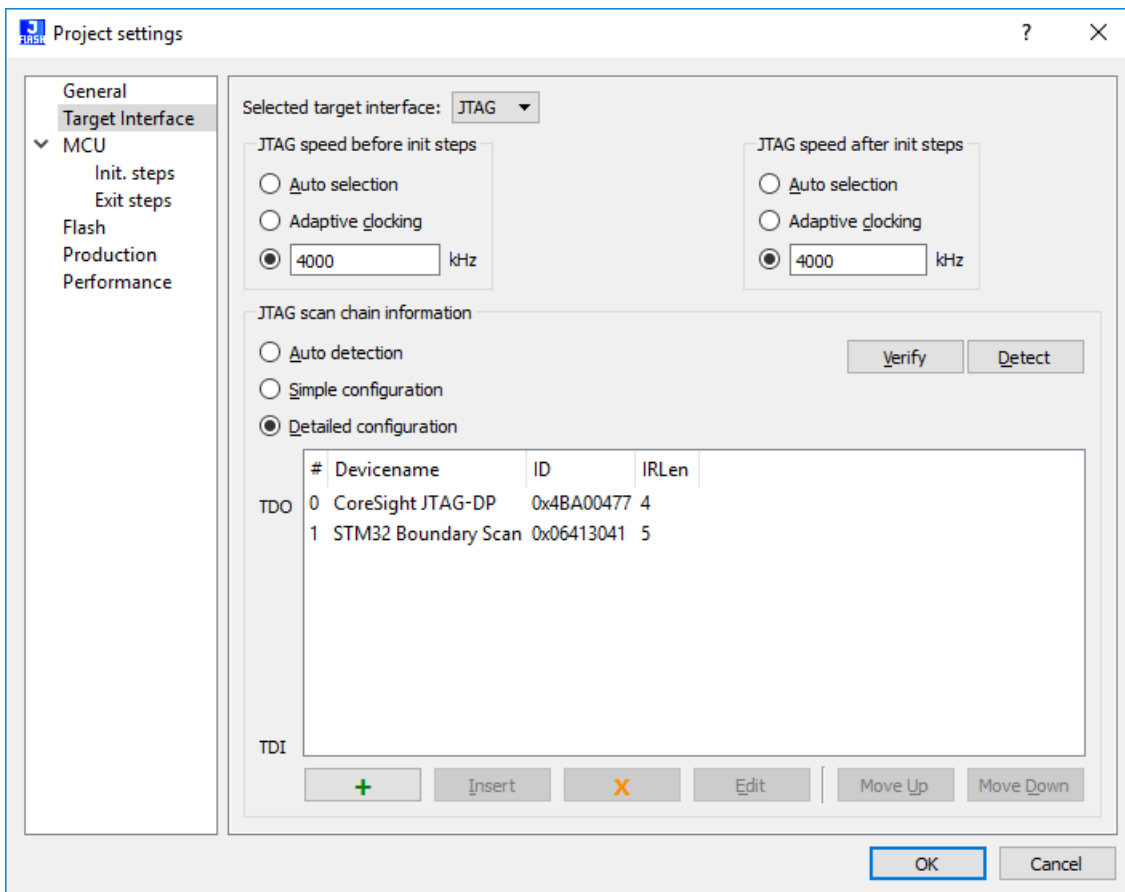 J FLASH Project settings ?
General
Target Interface
MCU
Init. steps
Exit steps
Flash
Production
Performance
Selected target interface: JTAG
JTAG speed before init steps
Auto selection
Adaptive clocking
4000 kHz
JTAG speed after init steps
Auto selection
Adaptive clocking
4000 kHz
JTAG scan chain information
Auto detection
Simple configuration
Detailed configuration
Verify Detect
# Devicename ID IRLen
TDO 0 CoreSight JTAG-DP 0x4BA00477 4
1 STM32 Boundary Scan 0x06413041 5
TDI
+ Insert X Edit Move Up Move Down
OK Cancel